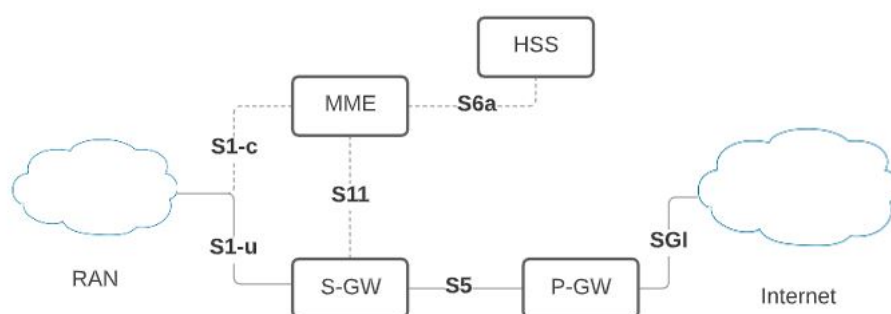 HSS
MME
S6a
S1-c
S11
S1-u
SGI
RAN
S-GW
S5
P-GW
Internet